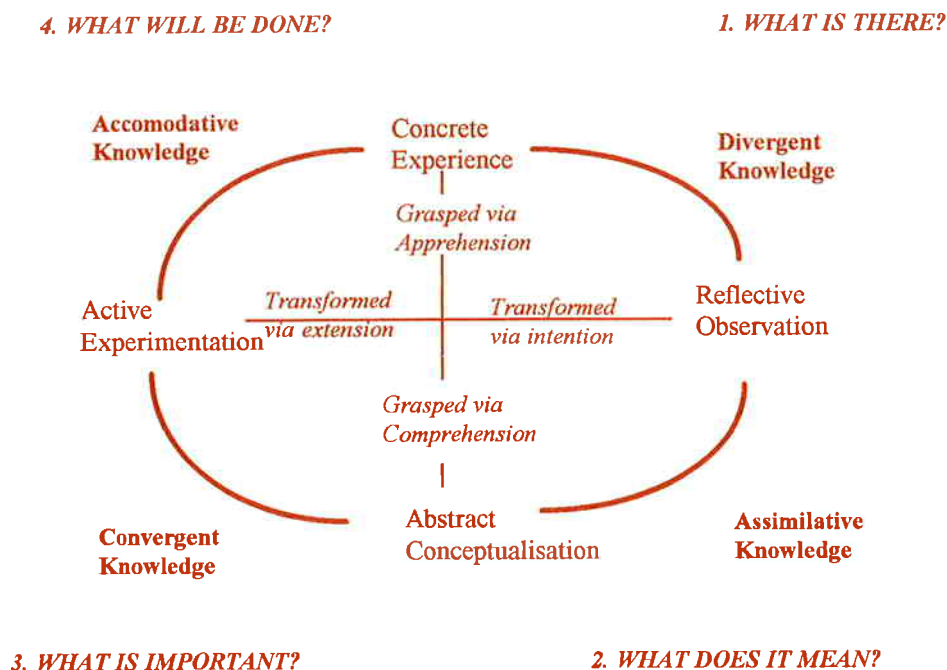 4. WHAT WILL BE DONE?
1. WHAT IS THERE?
Accomodative
Knowledge
Concrete
Experience
Divergent
Knowledge
Grasped via
Apprehension
Active
Experimentation
Transformed
via extension
Transformed
via intention
Reflective
Observation
Grasped via
Comprehension
Convergent
Knowledge
Abstract
Conceptualisation
Assimilative
Knowledge
3. WHAT IS IMPORTANT?
2. WHAT DOES IT MEAN?